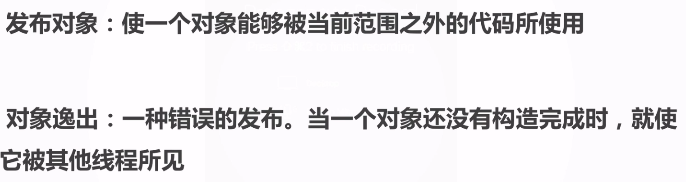 发布对象：使一个对象能够被当前范围之外的代码所使用
对象逸出：一种错误的发布。当一个对象还没有构造完成时，就使
它被其他线程所见